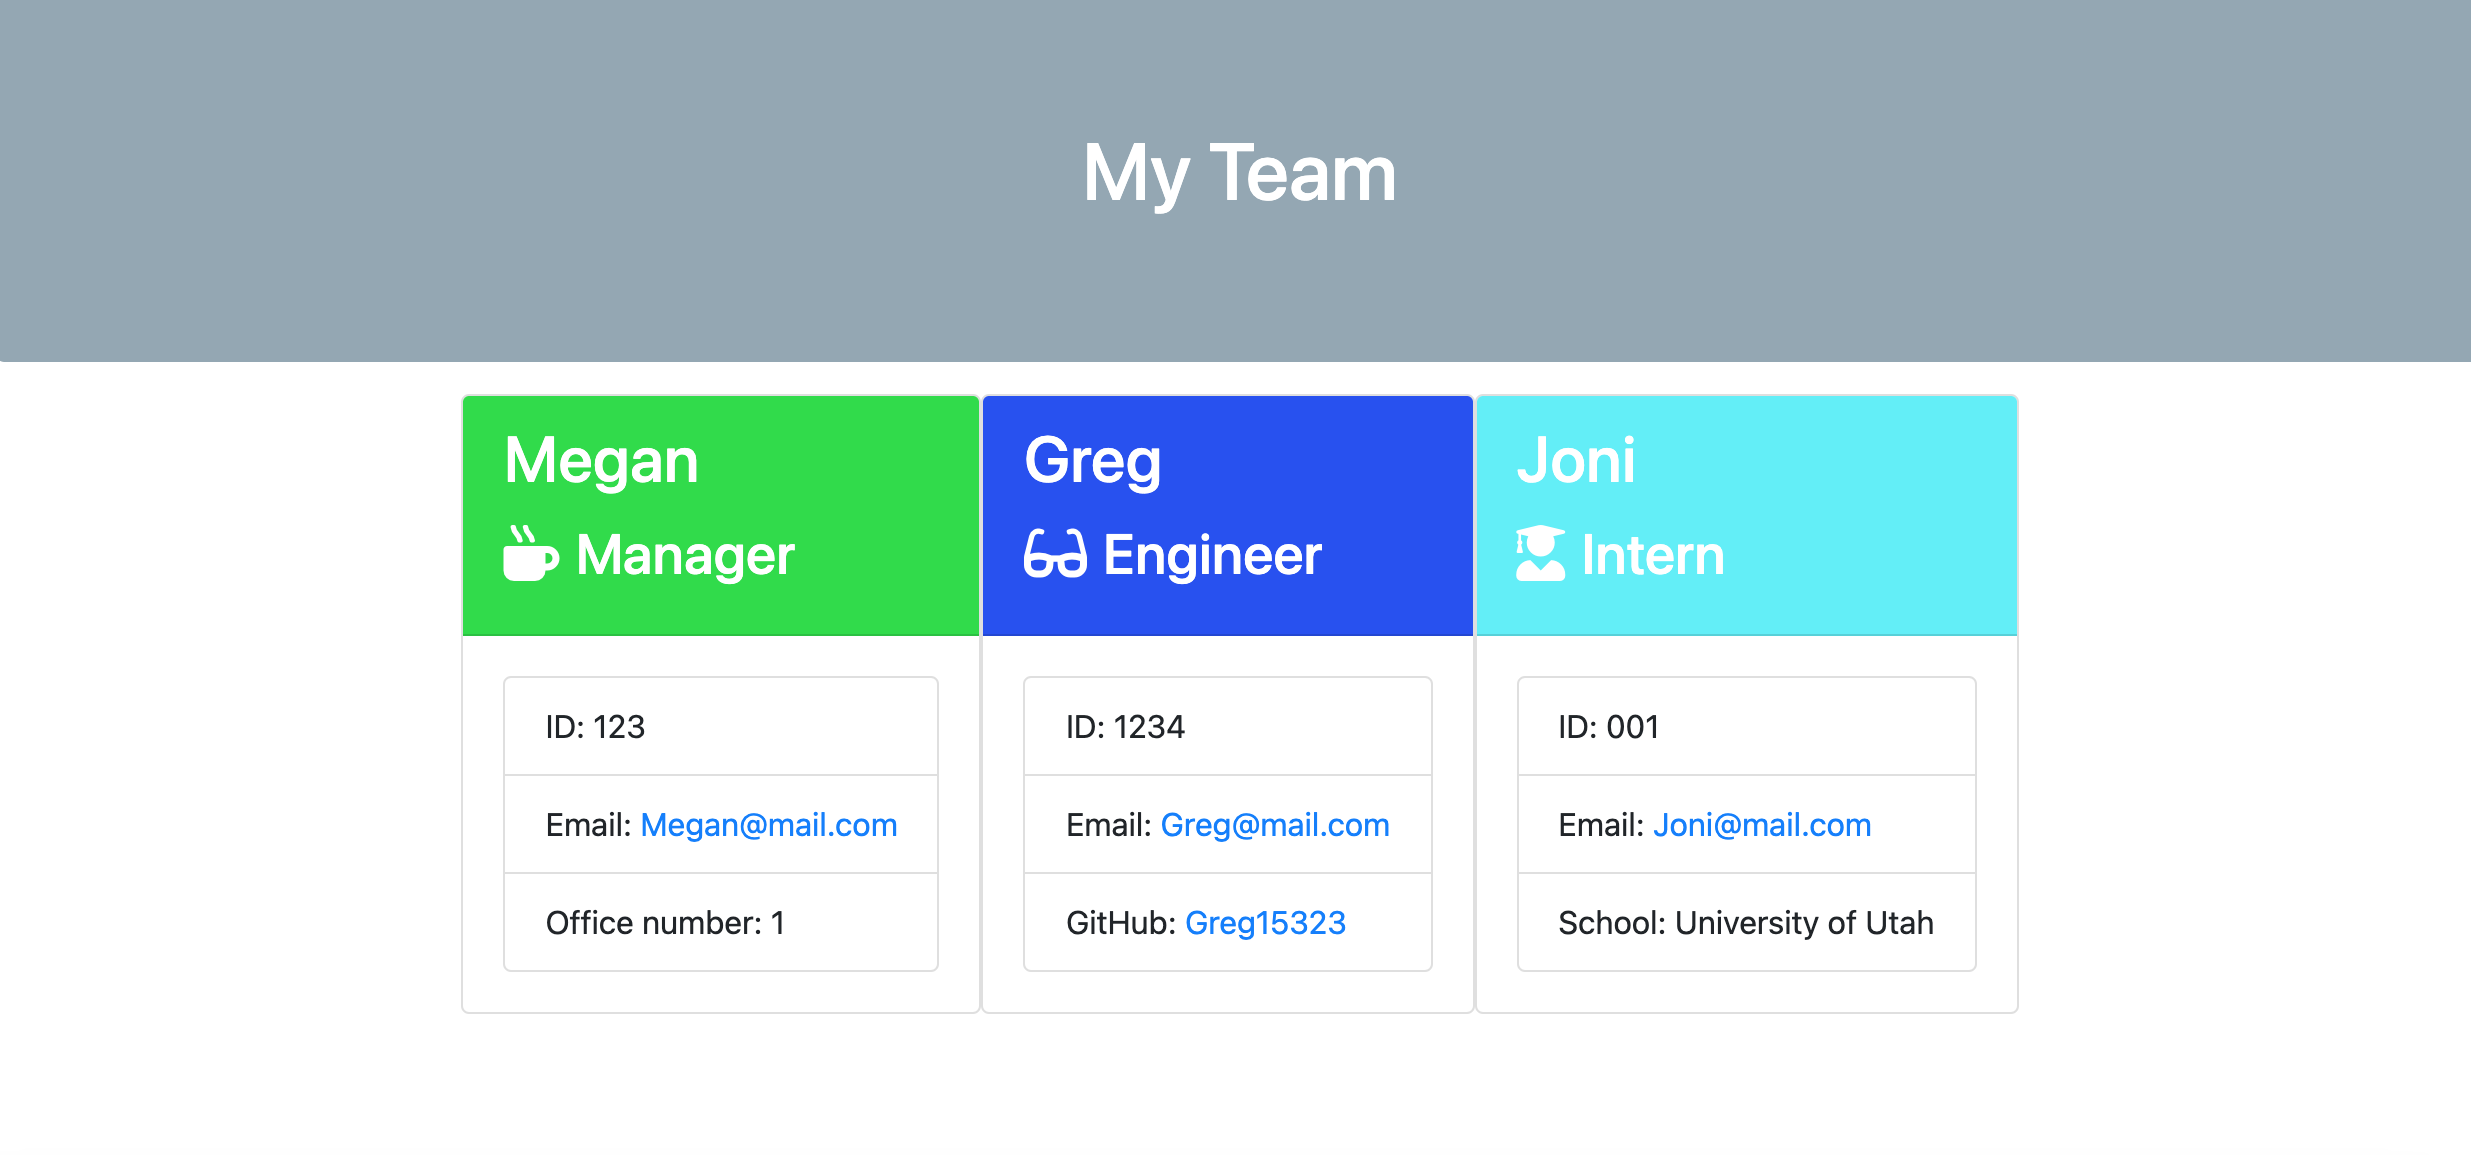 My Team
Megan
Manager
ID: 123
Email: Megan@mail.com
Office number: 1
Greg
Engineer
ID: 1234
Email: Greg@mail.com
GitHub: Greg15323
Joni
Intern
ID: 001
Email: Joni@mail.com
School: University of Utah